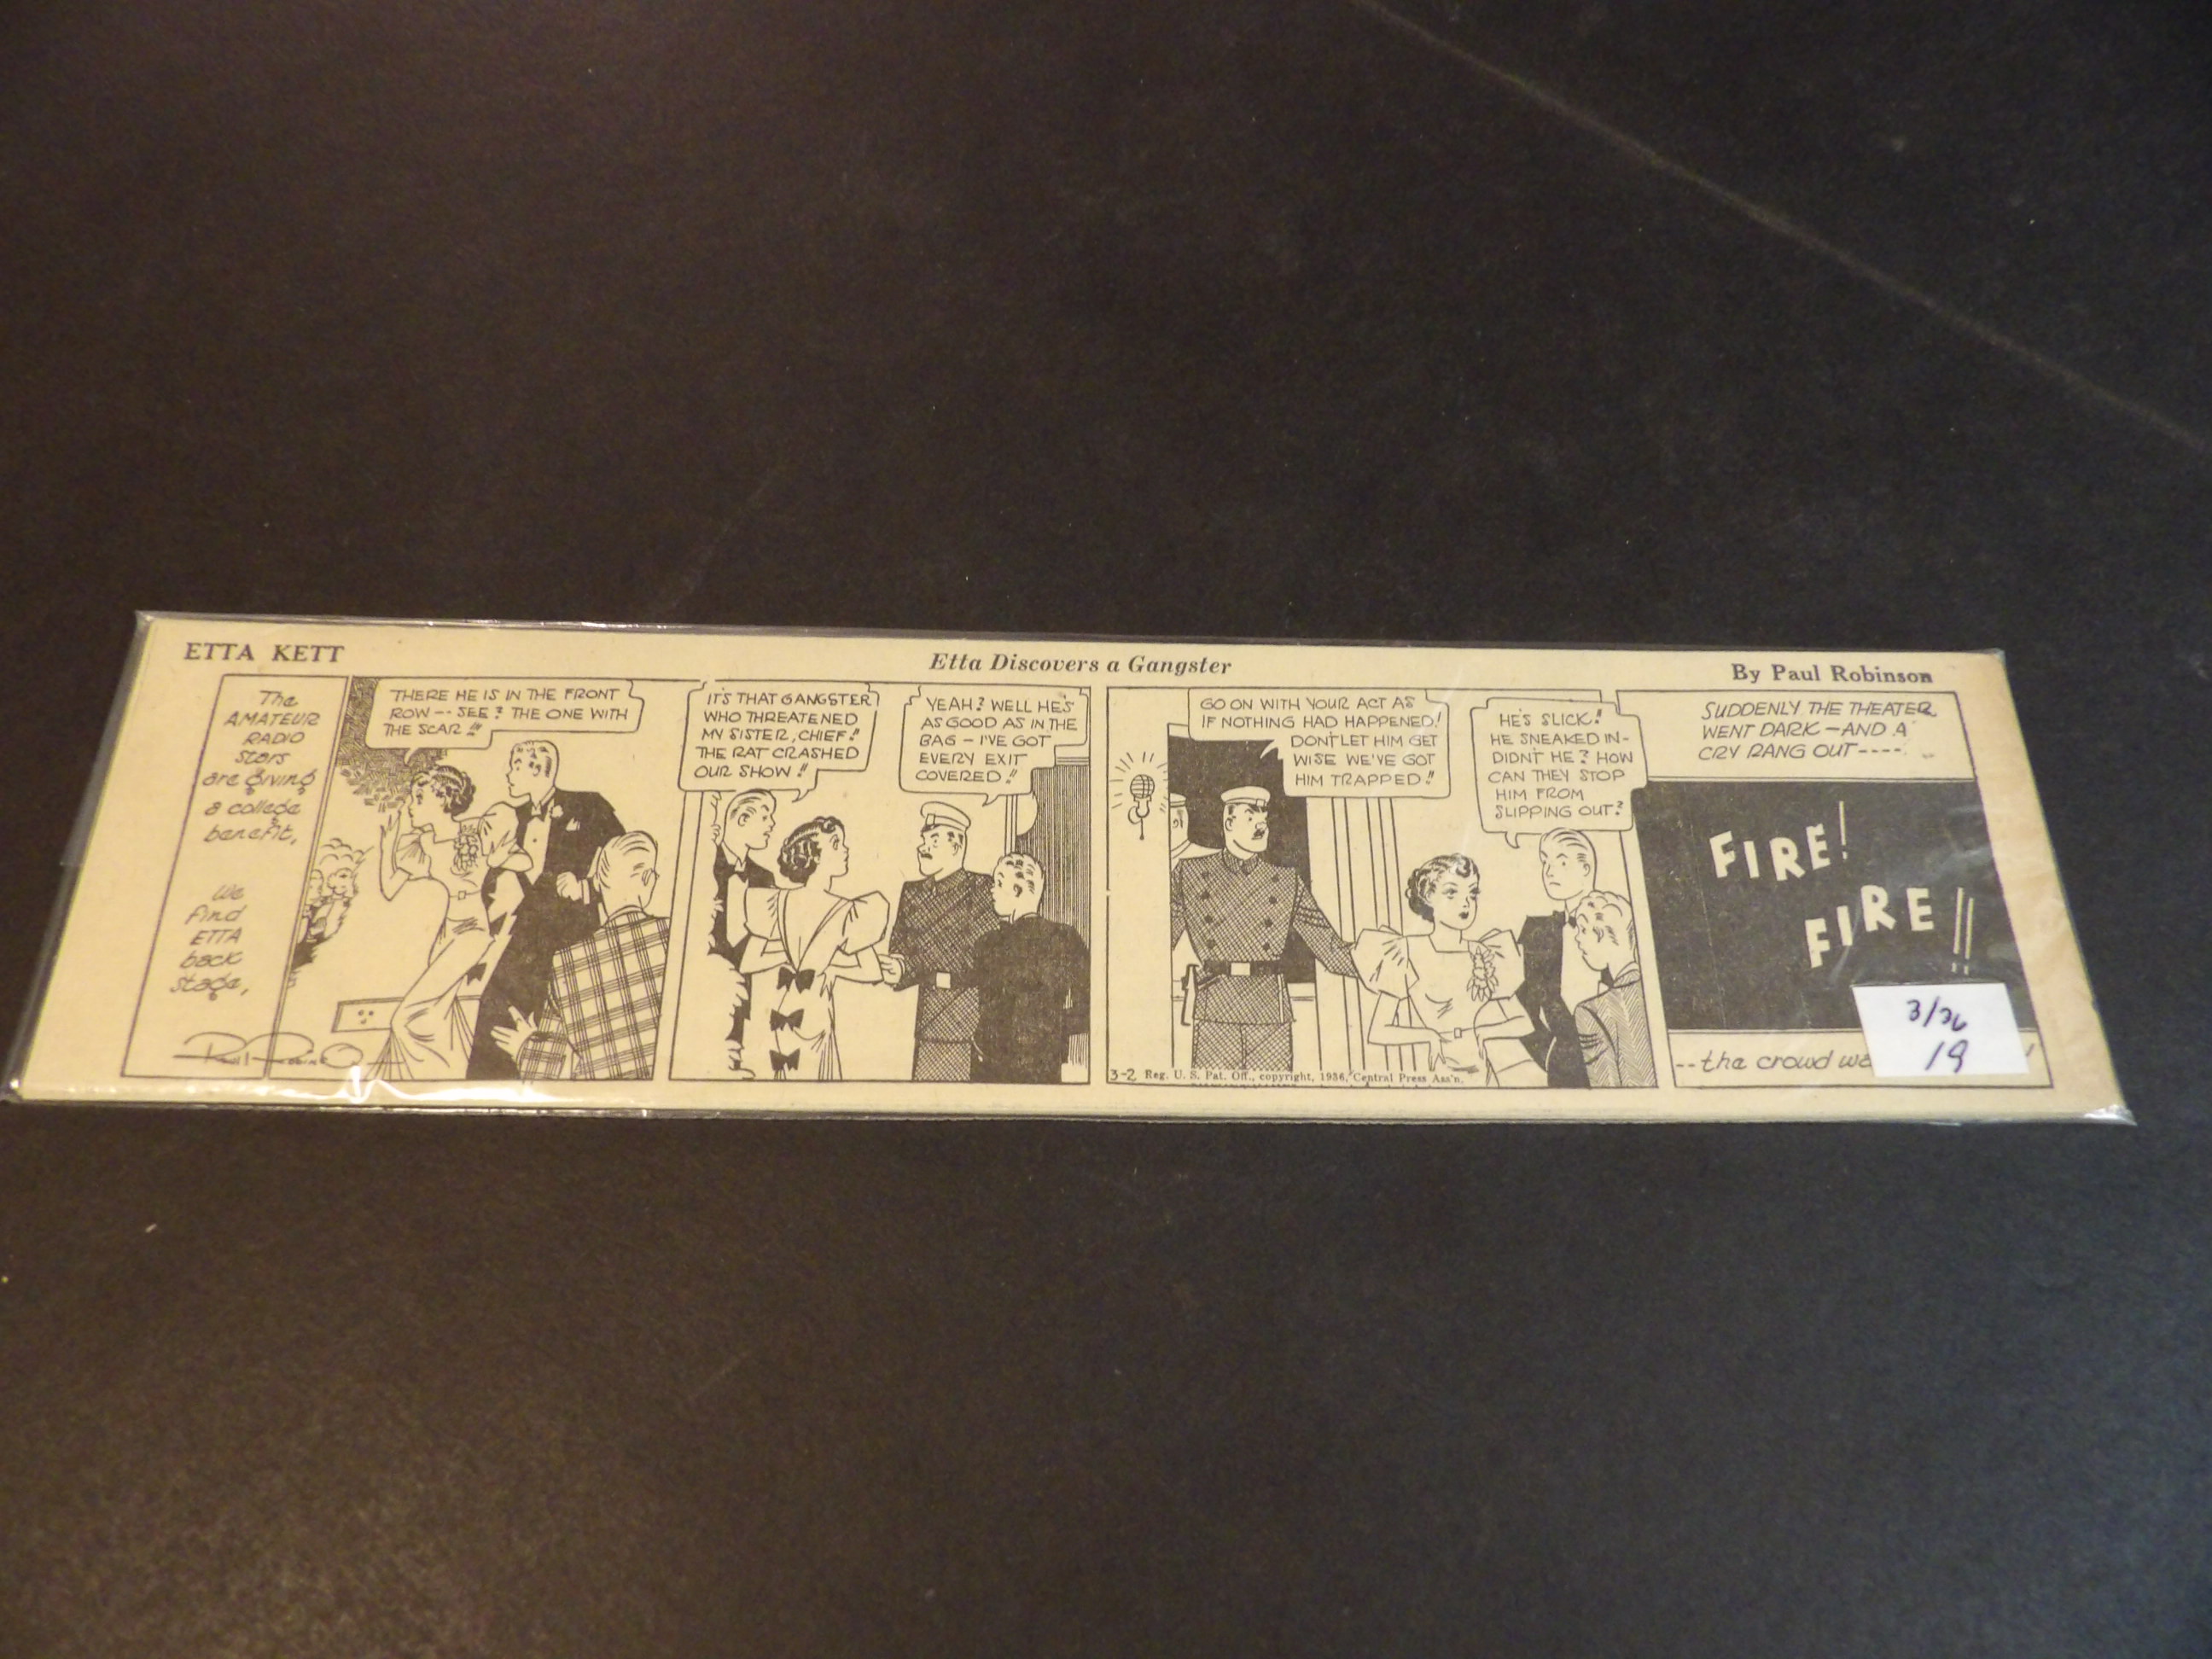 ETTA KETT
Etta Discovers a Gangster
By Paul Robinson
The
AMATEUR
RADIO
stars
are giving
a college
benefit,
We
find
ETTA
back
stage,
THERE HE IS IN THE FRONT
ROW -- SEE? THE ONE WITH
THE SCAR!!
IT'S THAT GANGSTER
WHO THREATENED
MY SISTER, CHIEF!!
THE RAT CRASHED
OUR SHOW!!
YEAH? WELL HE'S
AS GOOD AS IN THE
BAG - I'VE GOT
EVERY EXIT
COVERED!!
GO ON WITH YOUR ACT AS
IF NOTHING HAD HAPPENED!
DON'T LET HIM GET
WISE WE'VE GOT
HIM TRAPPED!!
HE'S SLICK!
HE SNEAKED IN-
DIDN'T HE? HOW
CAN THEY STOP
HIM FROM
SLIPPING OUT?
3-2 Reg. U. S. Pat. Off., copyright, 1936, Central Press Ass'n.
SUDDENLY THE THEATER
WENT DARK - AND A
CRY RANG OUT ----
FIRE!
FIRE!!
--the crowd
3/36
19